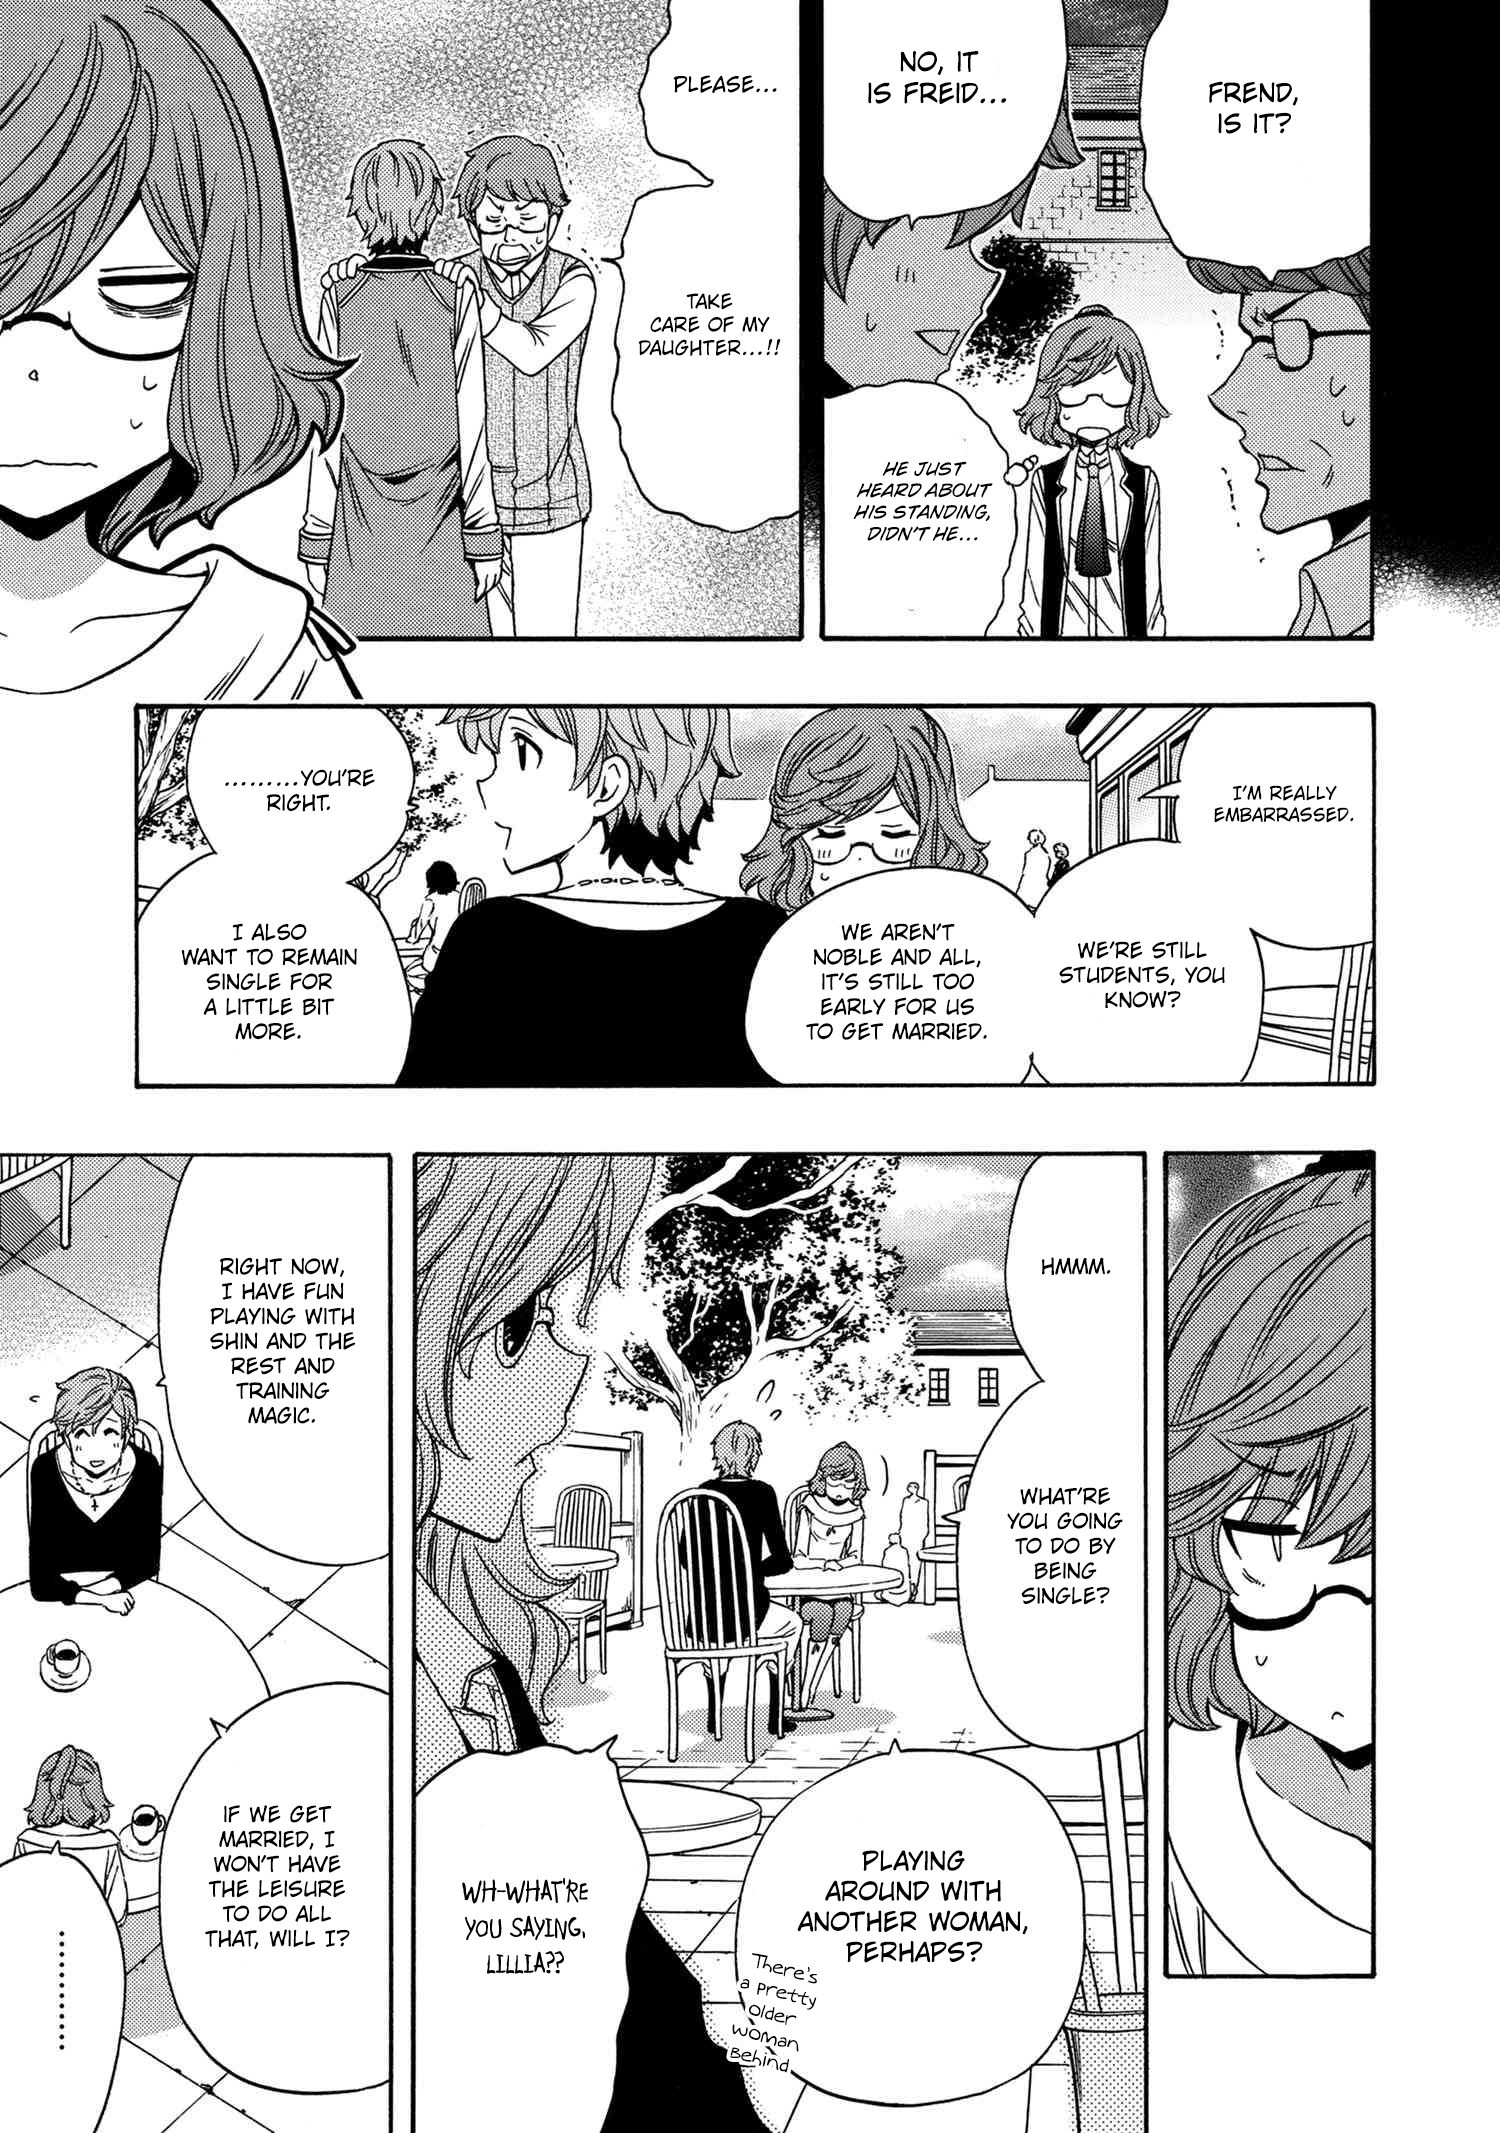 FREND,
IS IT?
NO, IT
IS FREID...
HE JUST
HEARD ABOUT
HIS STANDING,
DIDN'T HE...
PLEASE...
TAKE
CARE OF MY
DAUGHTER...!!
I'M REALLY
EMBARRASSED.
WE'RE STILL
STUDENTS, YOU
KNOW?
WE AREN'T
NOBLE AND ALL,
IT'S STILL TOO
EARLY FOR US
TO GET MARRIED.
.........YOU'RE
RIGHT.
I ALSO
WANT TO REMAIN
SINGLE FOR
A LITTLE BIT
MORE.
HMMM.
WHAT'RE
YOU GOING
TO DO BY
BEING
SINGLE?
PLAYING
AROUND WITH
ANOTHER WOMAN,
PERHAPS?
There's
a pretty
older
woman
behind
WH-WHAT'RE
YOU SAYING,
LILLIA??
RIGHT NOW,
I HAVE FUN
PLAYING WITH
SHIN AND THE
REST AND
TRAINING
MAGIC.
IF WE GET
MARRIED, I
WON'T HAVE
THE LEISURE
TO DO ALL
THAT, WILL I?
...........